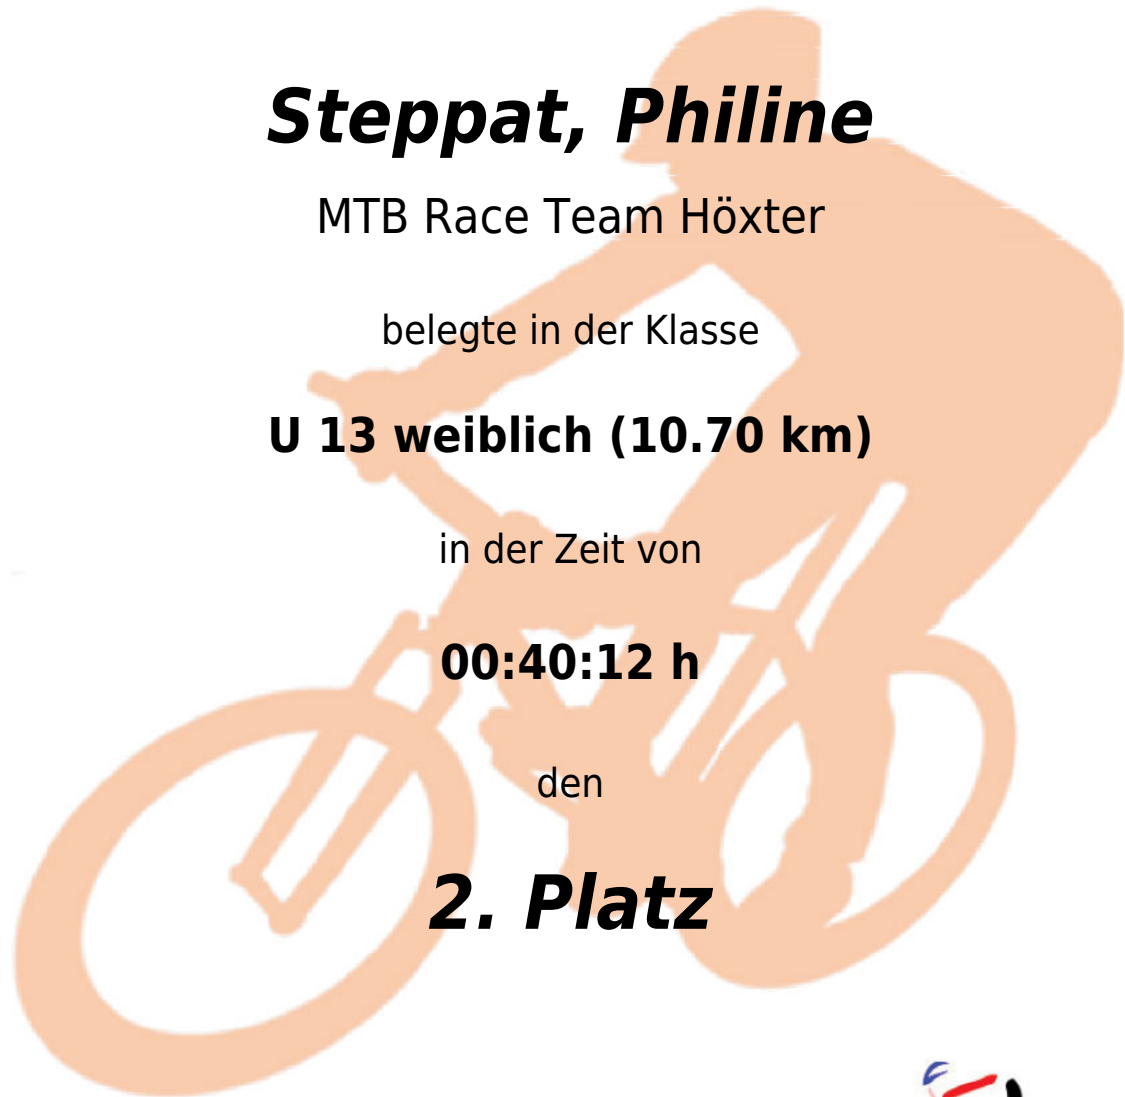 Steppat, Philine
MTB Race Team Höxter
belegte in der Klasse
U 13 weiblich (10.70 km)
in der Zeit von
00:40:12 h
den
2. Platz